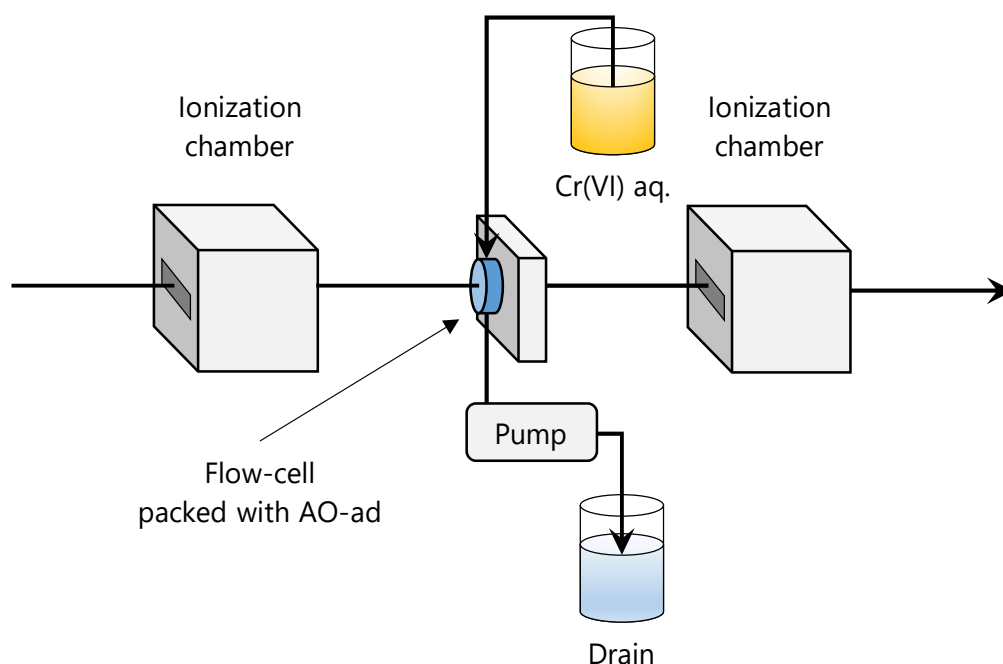 Ionization
chamber
Cr(VI) aq.
Ionization
chamber
Pump
Flow-cell
packed with AO-ad
Drain